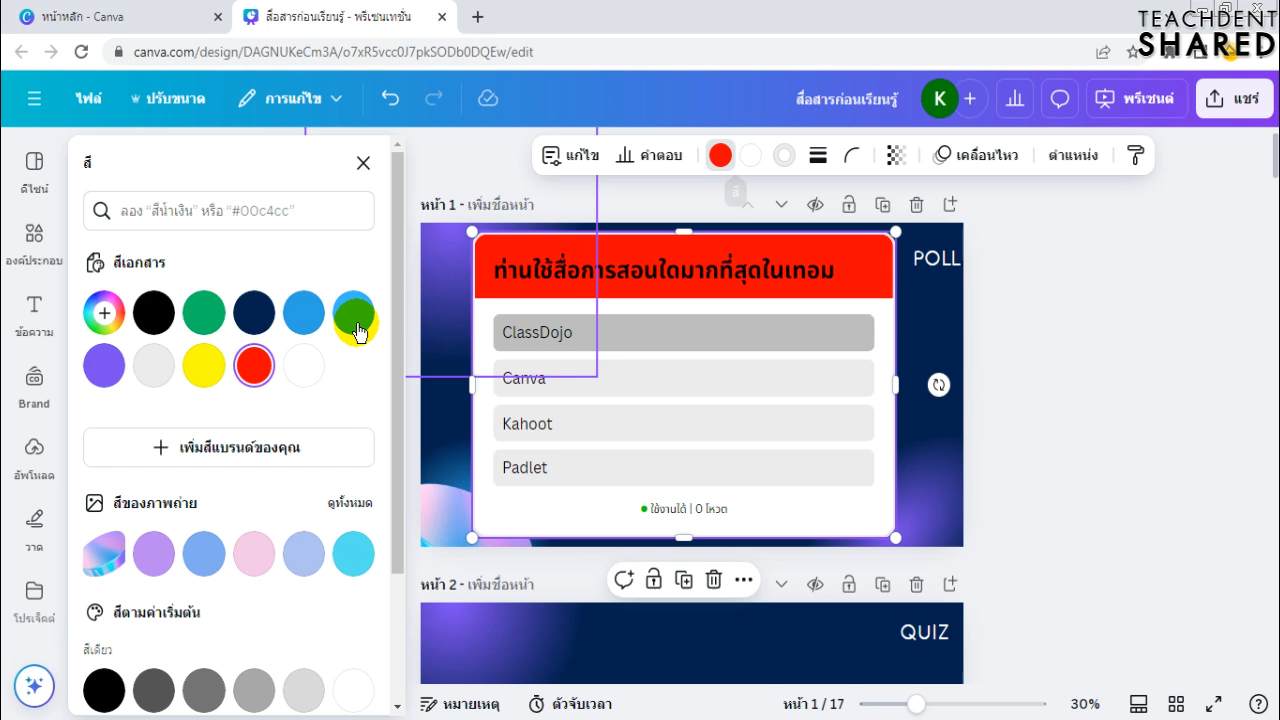 หน้าหลัก - Canva
สื่อสารก่อนเรียนรู้ - พรีเซนเทชั่น
TEACHDENT
SHARED
canva.com/design/DAGNUKeCm3A/o7xR5vcc0J7pkSODb0DQEw/edit
ไฟล์
ปรับขนาด
การแก้ไข
สื่อสารก่อนเรียนรู้
K
พรีเซนต์
แชร์
แก้ไข
คำตอบ
เคลื่อนไหว
ตำแหน่ง
ดีไซน์
องค์ประกอบ
ข้อความ
Brand
อัพโหลด
วาด
โปรเจ็คต์
สี
ลอง “สีน้ำเงิน” หรือ “#00c4cc”
สีเอกสาร
เพิ่มสีแบรนด์ของคุณ
สีของภาพถ่าย
ดูทั้งหมด
สีตามค่าเริ่มต้น
สีเดียว
หน้า 1 - เพิ่มชื่อหน้า
POLL
ท่านใช้สื่อการสอนใดมากที่สุดในเทอม
ClassDojo
Canva
Kahoot
Padlet
ใช้งานได้ | 0 โหวต
หน้า 2 - เพิ่มชื่อหน้า
QUIZ
หมายเหตุ
ตัวจับเวลา
หน้า 1 / 17
30%